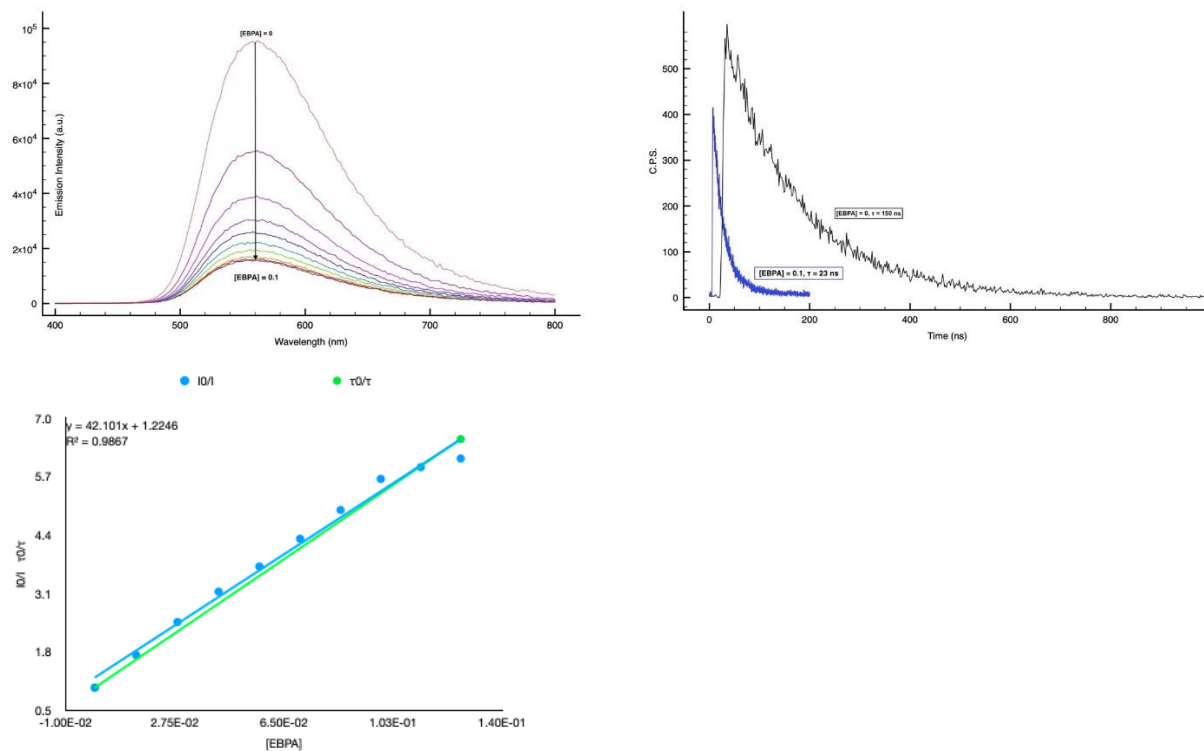 10⁵
8×10⁴
6×10⁴
4×10⁴
2×10⁴
0
Emission Intensity (a.u.)
[EBPA] = 0
[EBPA] = 0.1
400
500
600
700
800
Wavelength (nm)
500
400
300
200
100
0
C.P.S.
[EBPA] = 0, τ = 150 ns
[EBPA] = 0.1, τ = 23 ns
0
200
400
600
800
Time (ns)
I0/I
τ0/τ
y = 42.101x + 1.2246
R² = 0.9867
7.0
5.7
4.4
3.1
1.8
0.5
I0/I τ0/τ
-1.00E-02
2.75E-02
6.50E-02
1.03E-01
1.40E-01
[EBPA]